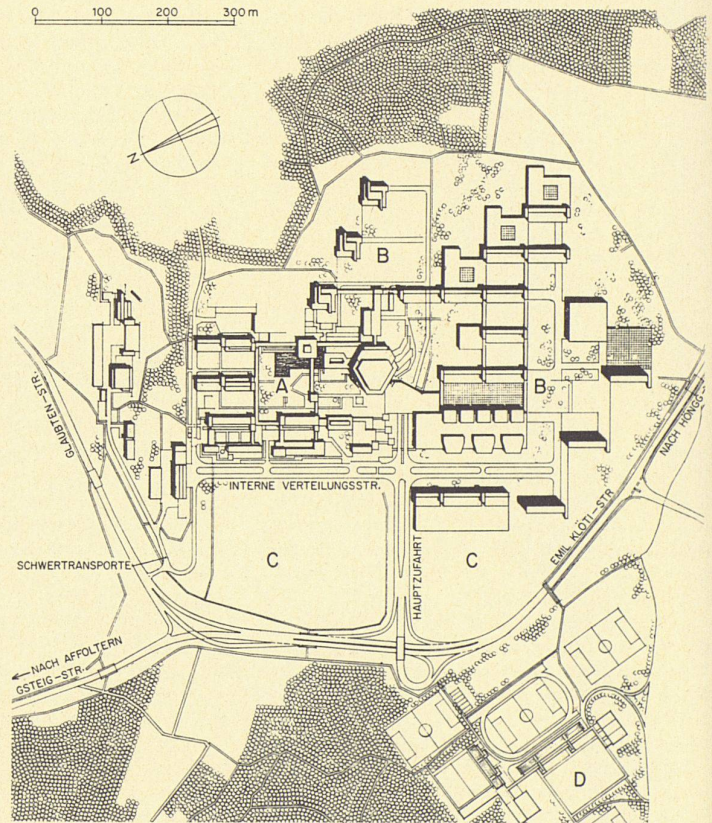 0 100 200 300 m
N
B
GLAUBTEN-STR.
A
B
NACH HÖNGG
INTERNE VERTEILUNGSSTR.
EMIL KLÖTI-STR
SCHWERTRANSPORTE
C
HAUPTZUFAHRT
C
← NACH AFFOLTERN
GSTEIG-STR.
D